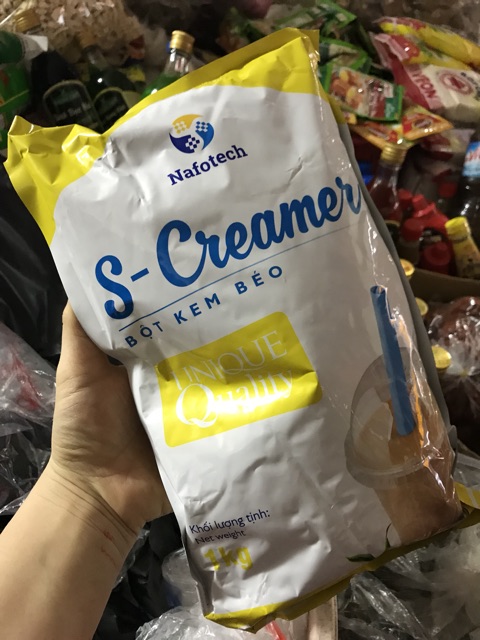 Nafotech
S-Creamer
BỘT KEM BÉO
UNIQUE
Quality
Khối lượng tịnh:
Net weight
1kg